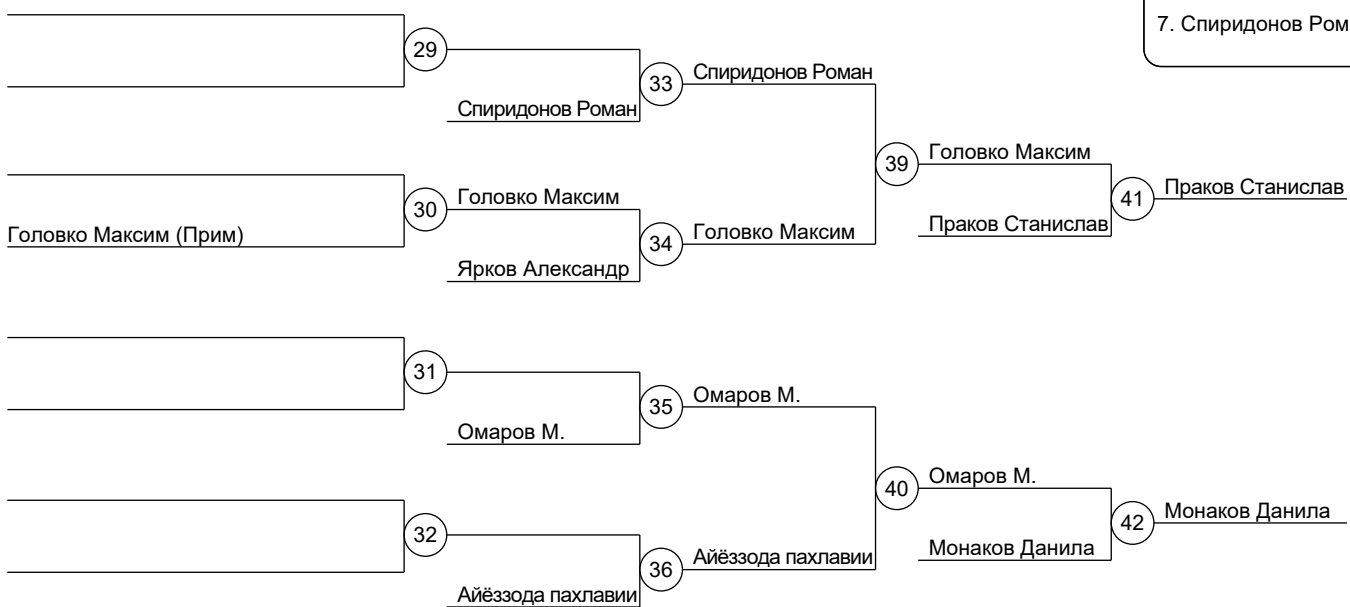 7. Спиридонов Ром
29
33
Спиридонов Роман
Спиридонов Роман
39
Головко Максим
41
Праков Станислав
30
Головко Максим
Головко Максим (Прим)
34
Головко Максим
Праков Станислав
Ярков Александр
31
35
Омаров М.
Омаров М.
40
Омаров М.
42
Монаков Данила
32
36
Айёззода пахлавии
Монаков Данила
Айёззода пахлавии